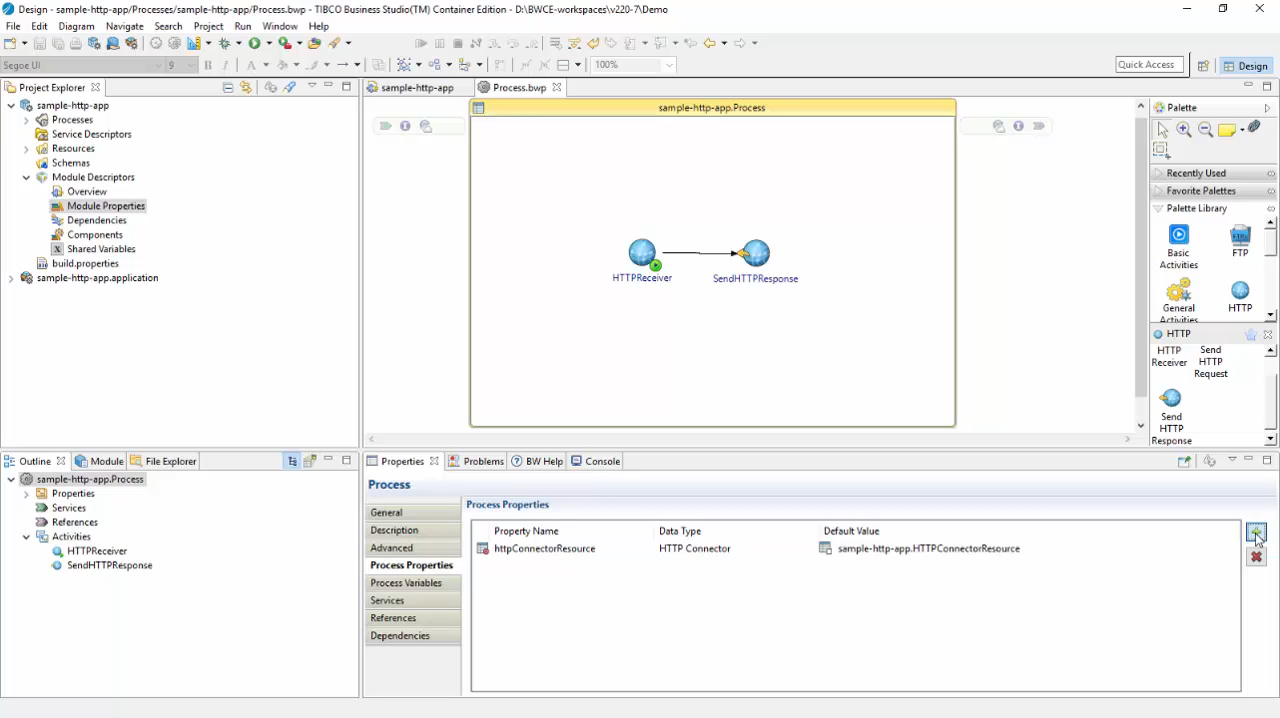 Design - sample-http-app/Processes/sample-http-app/Process.bwp - TIBCO Business Studio(TM) Container Edition - D:\BWCE-workspaces\v220-7\Demo
File Edit Diagram Navigate Search Project Run Window Help
Segoe UI 9 B I A 100% Quick Access Design
Project Explorer
sample-http-app
Processes
Service Descriptors
Resources
Schemas
Module Descriptors
Overview
Module Properties
Dependencies
Components
Shared Variables
build.properties
sample-http-app.application
sample-http-app Process.bwp
sample-http-app.Process
HTTPReceiver
SendHTTPResponse
Palette
Recently Used
Favorite Palettes
Palette Library
Basic Activities
FTP
General Activities
HTTP
HTTP
HTTP Receiver
Send HTTP Request
Send HTTP Response
Outline Module File Explorer
sample-http-app.Process
Properties
Services
References
Activities
HTTPReceiver
SendHTTPResponse
Properties Problems BW Help Console
Process
General
Description
Advanced
Process Properties
Process Variables
Services
References
Dependencies
Process Properties
Property Name Data Type Default Value
httpConnectorResource HTTP Connector sample-http-app.HTTPConnectorResource